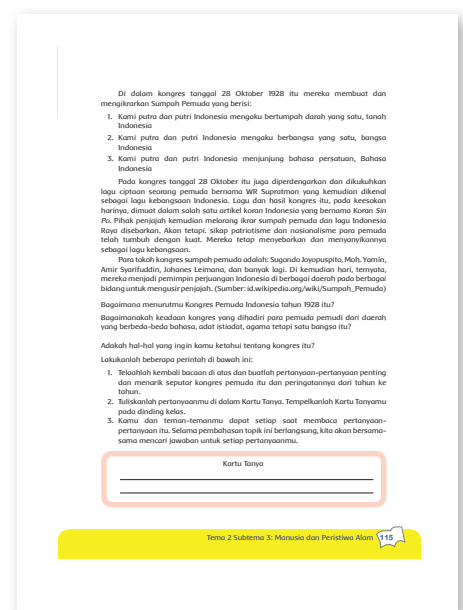 Di dalam kongres tanggal 28 Oktober 1928 itu mereka membuat dan
mengikrarkan Sumpah Pemuda yang berisi:
1. Kami putra dan putri Indonesia mengaku bertumpah darah yang satu, tanah
Indonesia
2. Kami putra dan putri Indonesia mengaku berbangsa yang satu, bangsa
Indonesia
3. Kami putra dan putri Indonesia menjunjung bahasa persatuan, Bahasa
Indonesia
Pada kongres tanggal 28 Oktober itu juga diperdengarkan dan dikukuhkan
lagu ciptaan seorang pemuda bernama WR Supratman yang kemudian dikenal
sebagai lagu kebangsaan Indonesia. Lagu dan hasil kongres itu, pada keesokan
harinya, dimuat dalam salah satu artikel koran Indonesia yang bernama Koran Sin
Po. Pihak penjajah kemudian melarang ikrar sumpah pemuda dan lagu Indonesia
Raya disebarkan. Akan tetapi. sikap patriotisme dan nasionalisme para pemuda
telah tumbuh dengan kuat. Mereka tetap menyebarkan dan menyanyikannya
sebagai lagu kebangsaan.
Para tokoh kongres sumpah pemuda adalah: Sugondo Joyopuspito, Moh. Yamin,
Amir Syarifuddin, Johanes Leimana, dan banyak lagi. Di kemudian hari, ternyata,
mereka menjadi pemimpin perjuangan Indonesia di berbagai daerah pada berbagai
bidang untuk mengusir penjajah. (Sumber: id.wikipedia.org/wiki/Sumpah_Pemuda)
Bagaimana menurutmu Kongres Pemuda Indonesia tahun 1928 itu?
Bagaimanakah keadaan kongres yang dihadiri para pemudi pemudi dari daerah
yang berbeda-beda bahasa, adat istiadat, agama tetapi satu bangsa itu?
Adakah hal-hal yang ingin kamu ketahui tentang kongres itu?
Lakukanlah beberapa perintah di bawah ini:
1. Telaahlah kembali bacaan di atas dan buatlah pertanyaan-pertanyaan penting
dan menarik seputar kongres pemuda itu dan peringatannya dari tahun ke
tahun.
2. Tuliskanlah pertanyaanmu di dalam Kartu Tanya. Tempelkanlah Kartu Tanyamu
pada dinding kelas.
3. Kamu dan teman-temanmu dapat setiap saat membaca pertanyaan-
pertanyaan itu. Selama pembahasan topik ini berlangsung, kita akan bersama-
sama mencari jawaban untuk setiap pertanyaanmu.
Kartu Tanya
Tema 2 Subtema 3: Manusia dan Peristiwa Alam 115